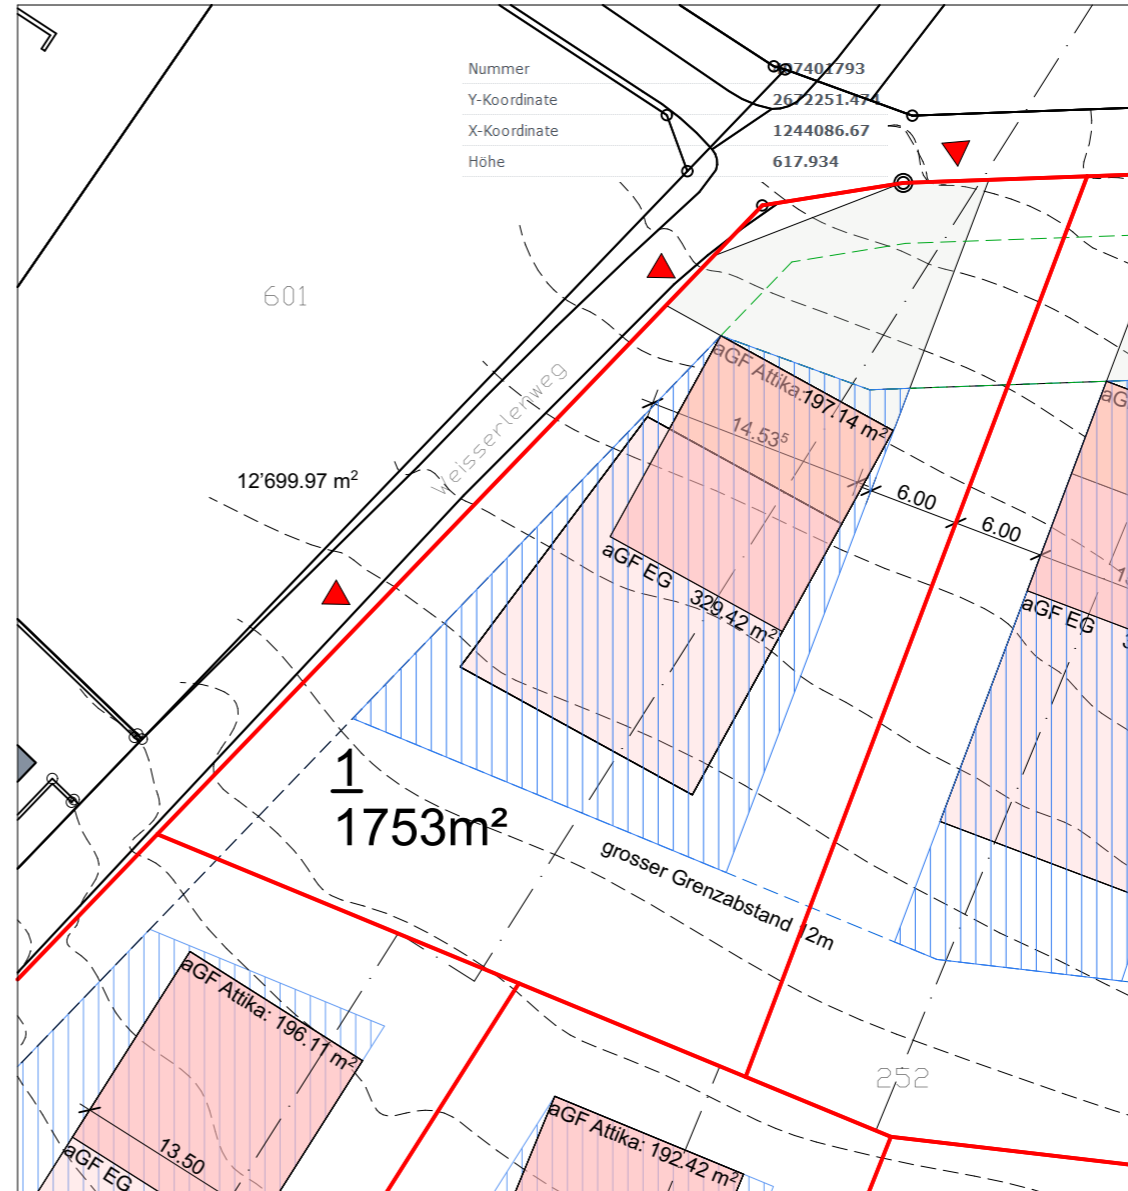 Nummer
Y-Koordinate 2672251.474
X-Koordinate 1244086.67
Höhe 617.934
601
Weisserlenweg
12'699.97 m²
aGF Attika: 197.14 m²
14.53⁵
6.00
6.00
aGF EG 329.42 m²
aGF EG
1
1753m²
grosser Grenzabstand 12m
252
aGF Attika: 196.11 m²
13.50
aGF EG
aGF Attika: 192.42 m²